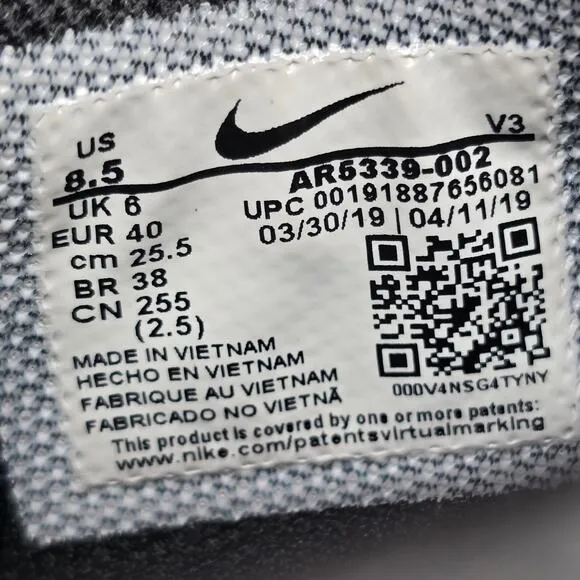 US
8.5
V3
AR5339-002
UPC 00191887656081
03/30/19 | 04/11/19
UK 6
EUR 40
cm 25.5
BR 38
CN 255
(2.5)
000V4NSG4TYNY
MADE IN VIETNAM
HECHO EN VIETNAM
FABRIQUE AU VIETNAM
FABRICADO NO VIETNÃ
This product is covered by one or more patents:
www.nike.com/patentsvirtualmarking